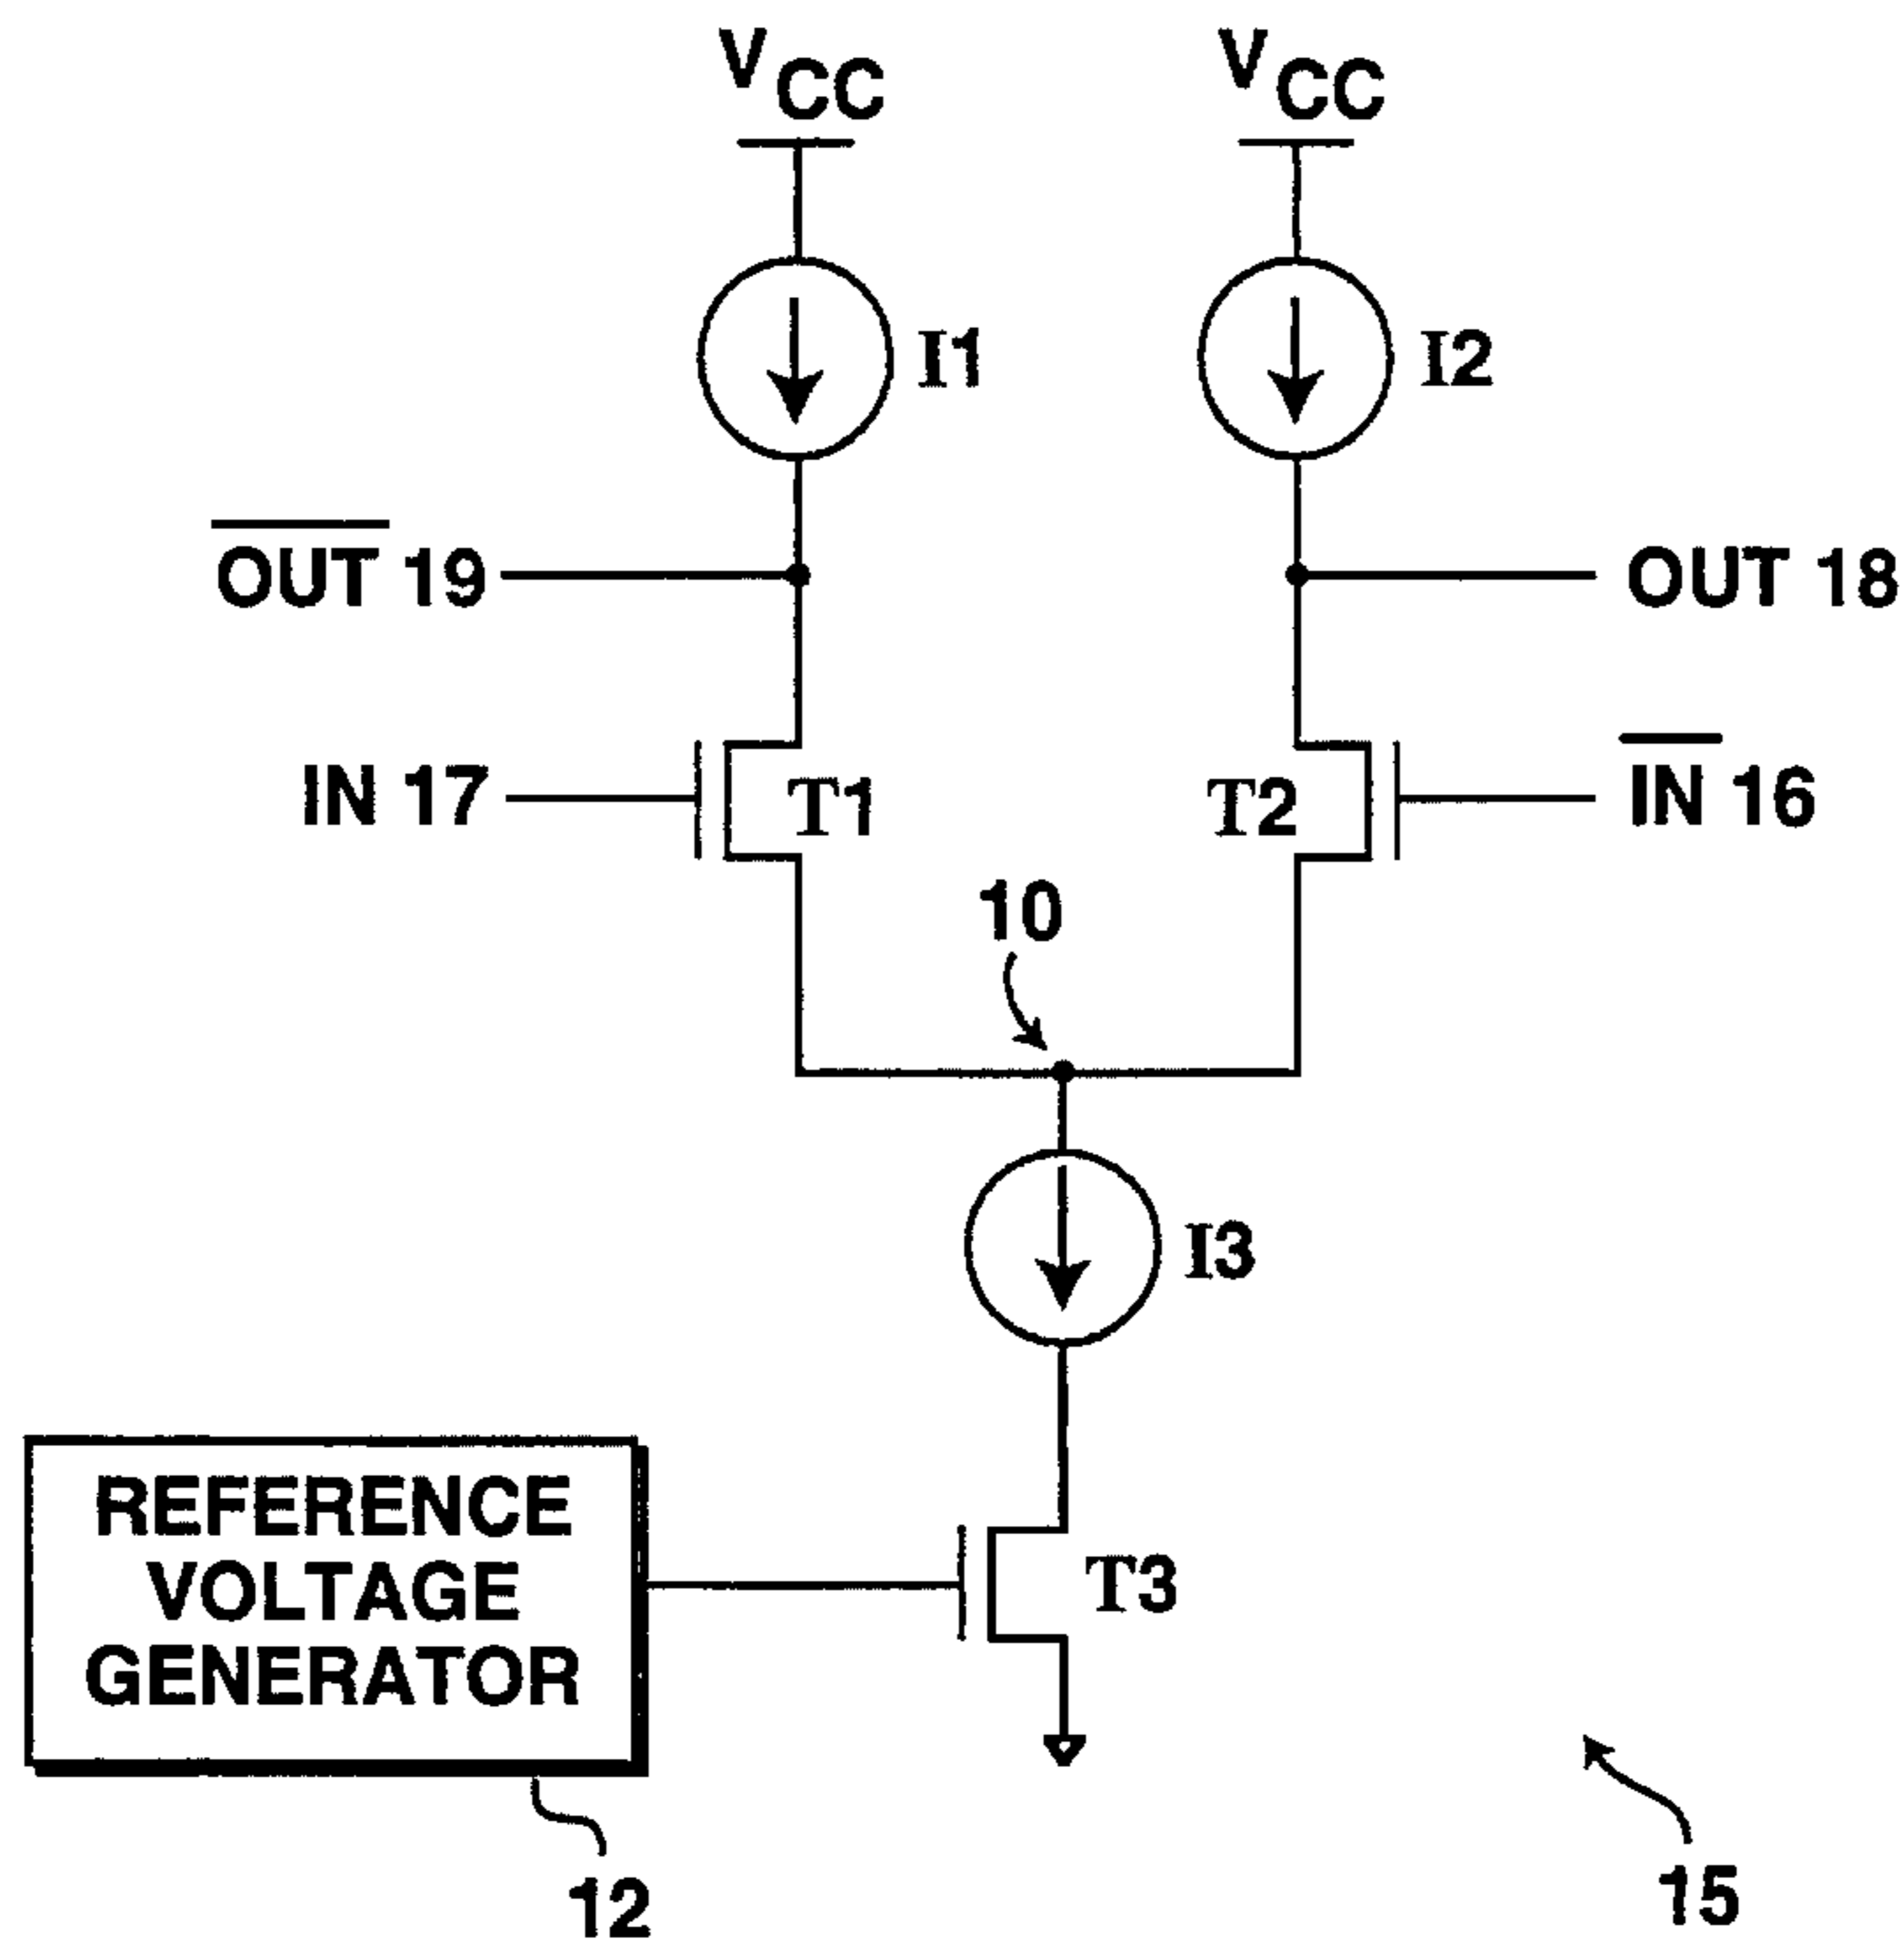 VCC VCC
I1 I2
OUT 19 OUT 18
IN 17 T1 T2 IN 16
10
I3
REFERENCE
VOLTAGE
GENERATOR
T3
12
15